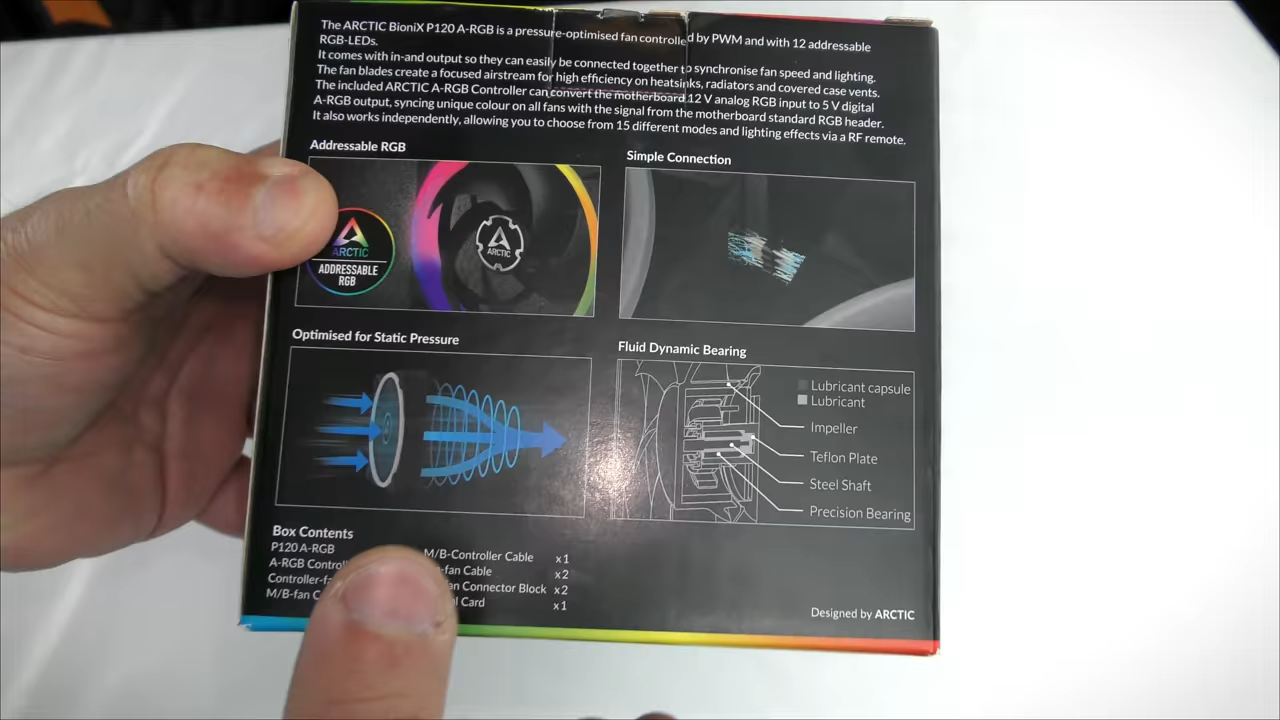 The ARCTIC BioniX P120 A-RGB is a pressure-optimised fan controlled by PWM and with 12 addressable
RGB-LEDs.
It comes with in-and output so they can easily be connected together to synchronise fan speed and lighting.
The fan blades create a focused airstream for high efficiency on heatsinks, radiators and covered case vents.
The included ARCTIC A-RGB Controller can convert the motherboard 12 V analog RGB input to 5 V digital
A-RGB output, syncing unique colour on all fans with the signal from the motherboard standard RGB header.
It also works independently, allowing you to choose from 15 different modes and lighting effects via a RF remote.
Addressable RGB
ARCTIC
ADDRESSABLE
RGB
ARCTIC
Simple Connection
Optimised for Static Pressure
Fluid Dynamic Bearing
Lubricant capsule
Lubricant
Impeller
Teflon Plate
Steel Shaft
Precision Bearing
Box Contents
P120 A-RGB
A-RGB
M/B-fan
M/B-Controller Cable x1
-fan Cable x2
Connector Block x2
Card x1
Designed by ARCTIC